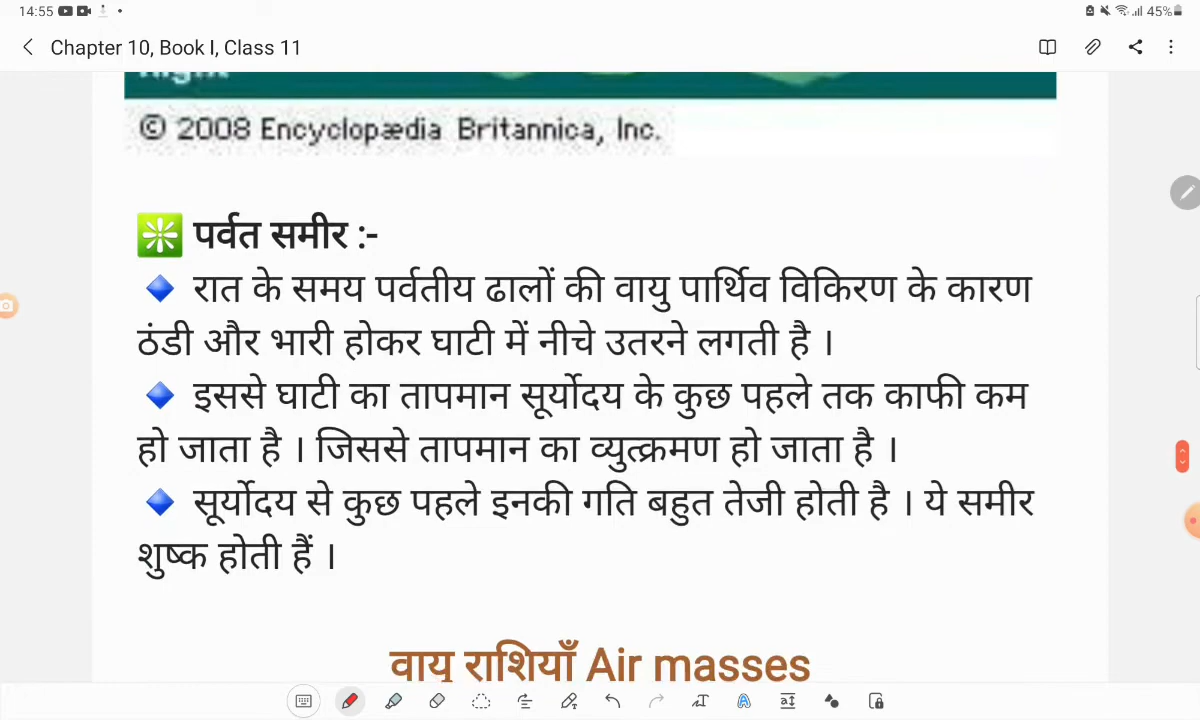 14:55
45%
Chapter 10, Book I, Class 11
© 2008 Encyclopædia Britannica, Inc.
पर्वत समीर :-
रात के समय पर्वतीय ढालों की वायु पार्थिव विकिरण के कारण
ठंडी और भारी होकर घाटी में नीचे उतरने लगती है ।
इससे घाटी का तापमान सूर्योदय के कुछ पहले तक काफी कम
हो जाता है । जिससे तापमान का व्युत्क्रमण हो जाता है ।
सूर्योदय से कुछ पहले इनकी गति बहुत तेजी होती है । ये समीर
शुष्क होती हैं ।
वायु राशियाँ Air masses